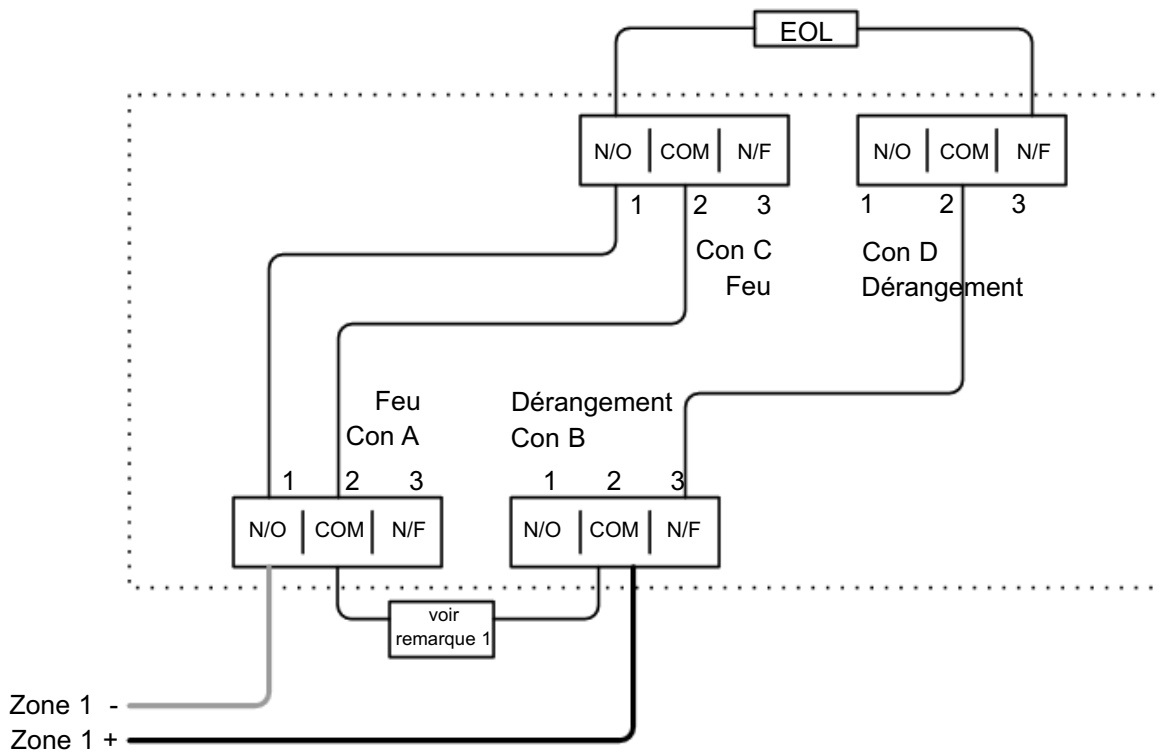 EOL
N/O COM N/F
N/O COM N/F
1 2 3
1 2 3
Con C
Feu
Con D
Dérangement
Feu
Con A
Dérangement
Con B
1 2 3
1 2 3
N/O COM N/F
N/O COM N/F
voir
remarque 1
Zone 1 -
Zone 1 +